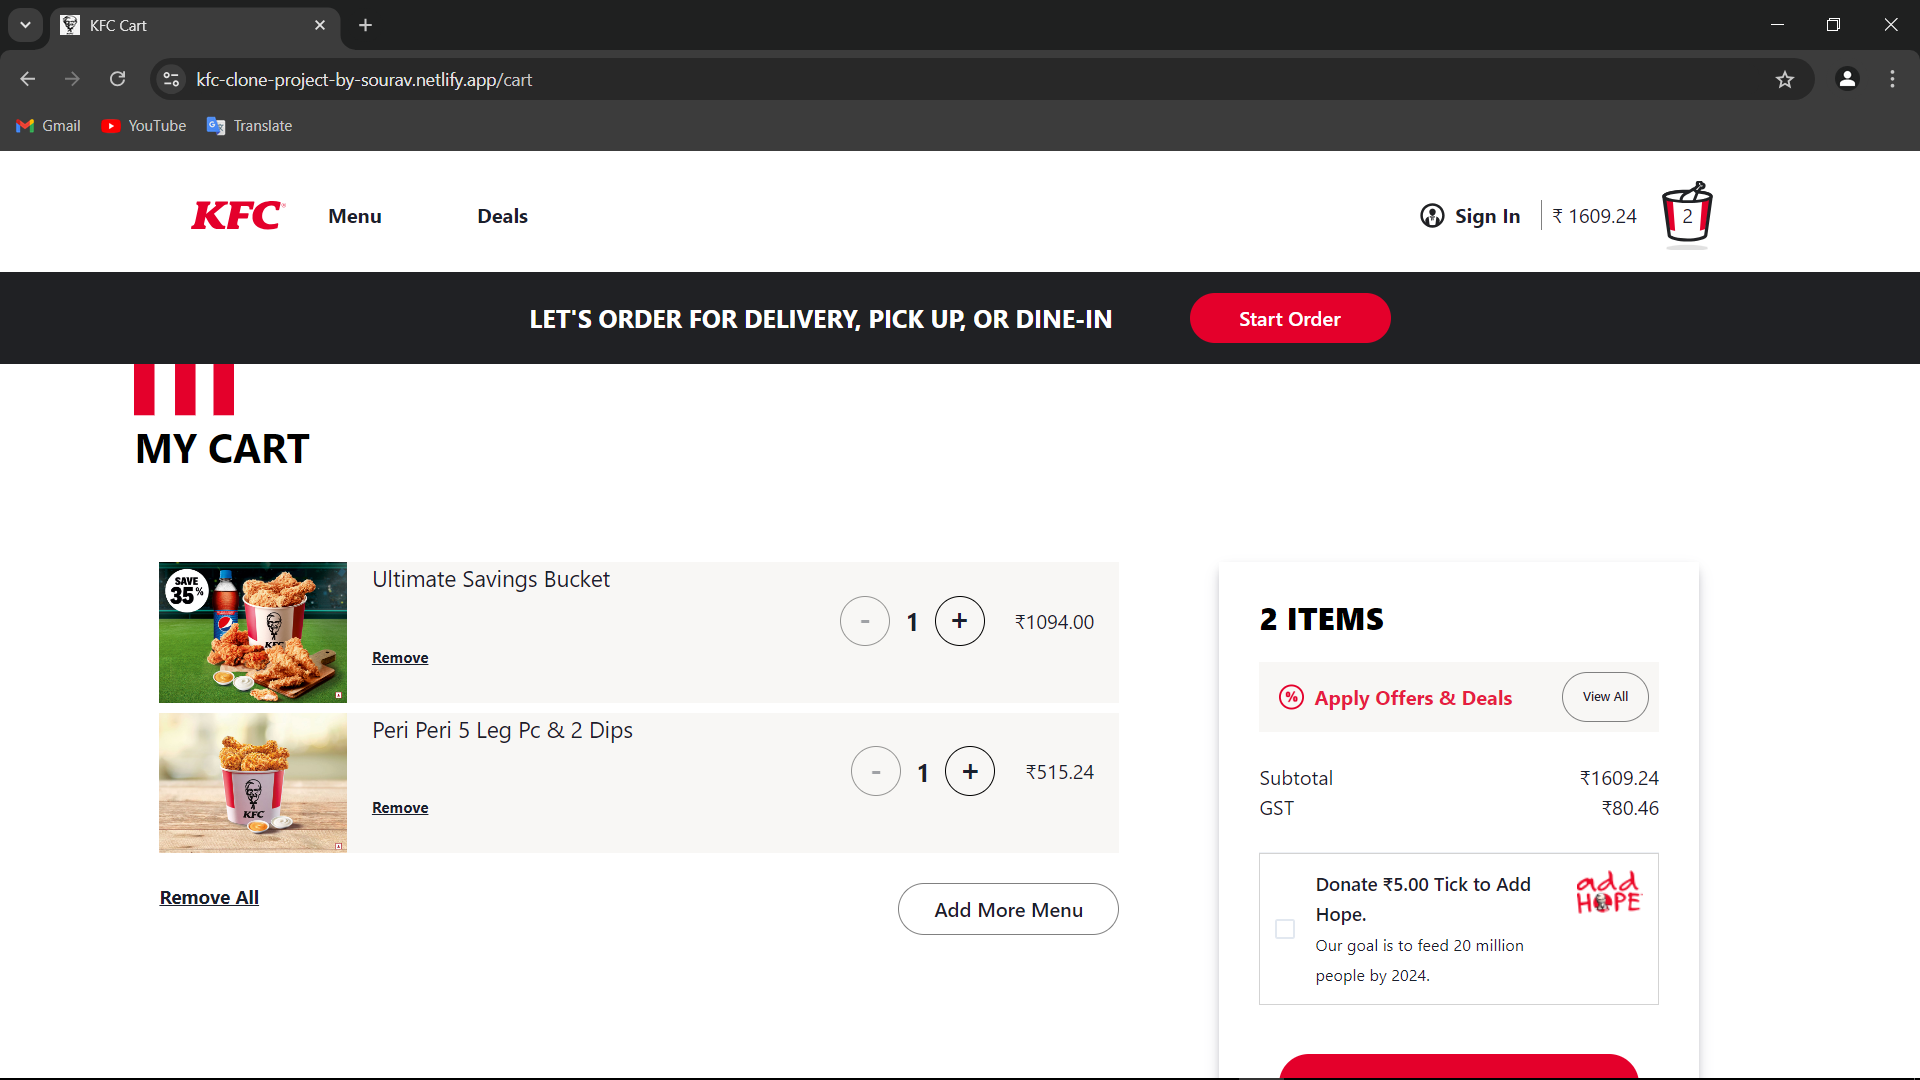 KFC Cart
kfc-clone-project-by-sourav.netlify.app/cart
Gmail
YouTube
Translate
KFC
Menu
Deals
Sign In
₹ 1609.24
2
LET'S ORDER FOR DELIVERY, PICK UP, OR DINE-IN
Start Order
MY CART
SAVE
35%
KFC
Ultimate Savings Bucket
- 1 +
₹1094.00
Remove
KFC
Peri Peri 5 Leg Pc & 2 Dips
- 1 +
₹515.24
Remove
Remove All
Add More Menu
2 ITEMS
Apply Offers & Deals
View All
Subtotal
₹1609.24
GST
₹80.46
Donate ₹5.00 Tick to Add
Hope.
Our goal is to feed 20 million
people by 2024.
add
HOPE